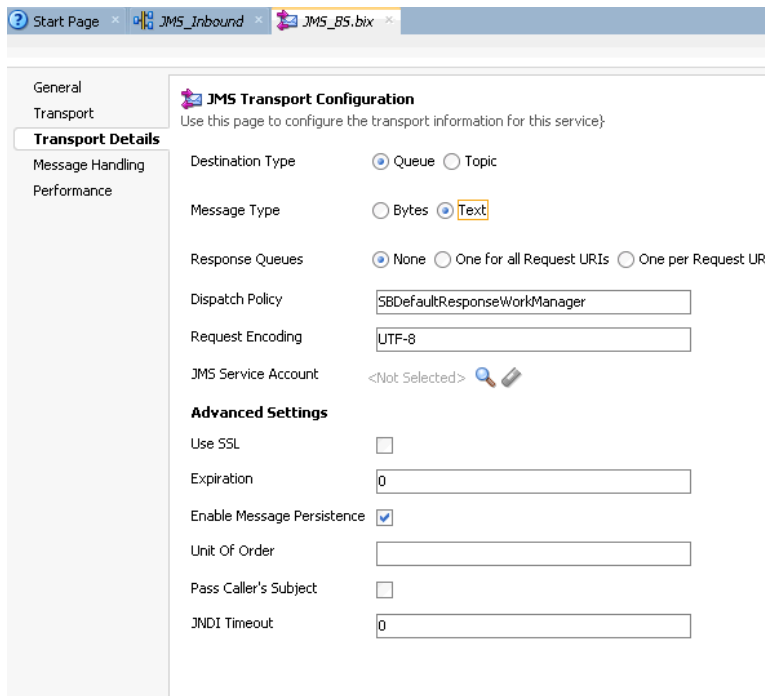 Start Page JMS_Inbound JMS_BS.bix
General
Transport
Transport Details
Message Handling
Performance
JMS Transport Configuration
Use this page to configure the transport information for this service}
Destination Type Queue Topic
Message Type Bytes Text
Response Queues None One for all Request URIs One per Request UR
Dispatch Policy SBDefaultResponseWorkManager
Request Encoding UTF-8
JMS Service Account <Not Selected>
Advanced Settings
Use SSL
Expiration 0
Enable Message Persistence
Unit Of Order
Pass Caller's Subject
JNDI Timeout 0